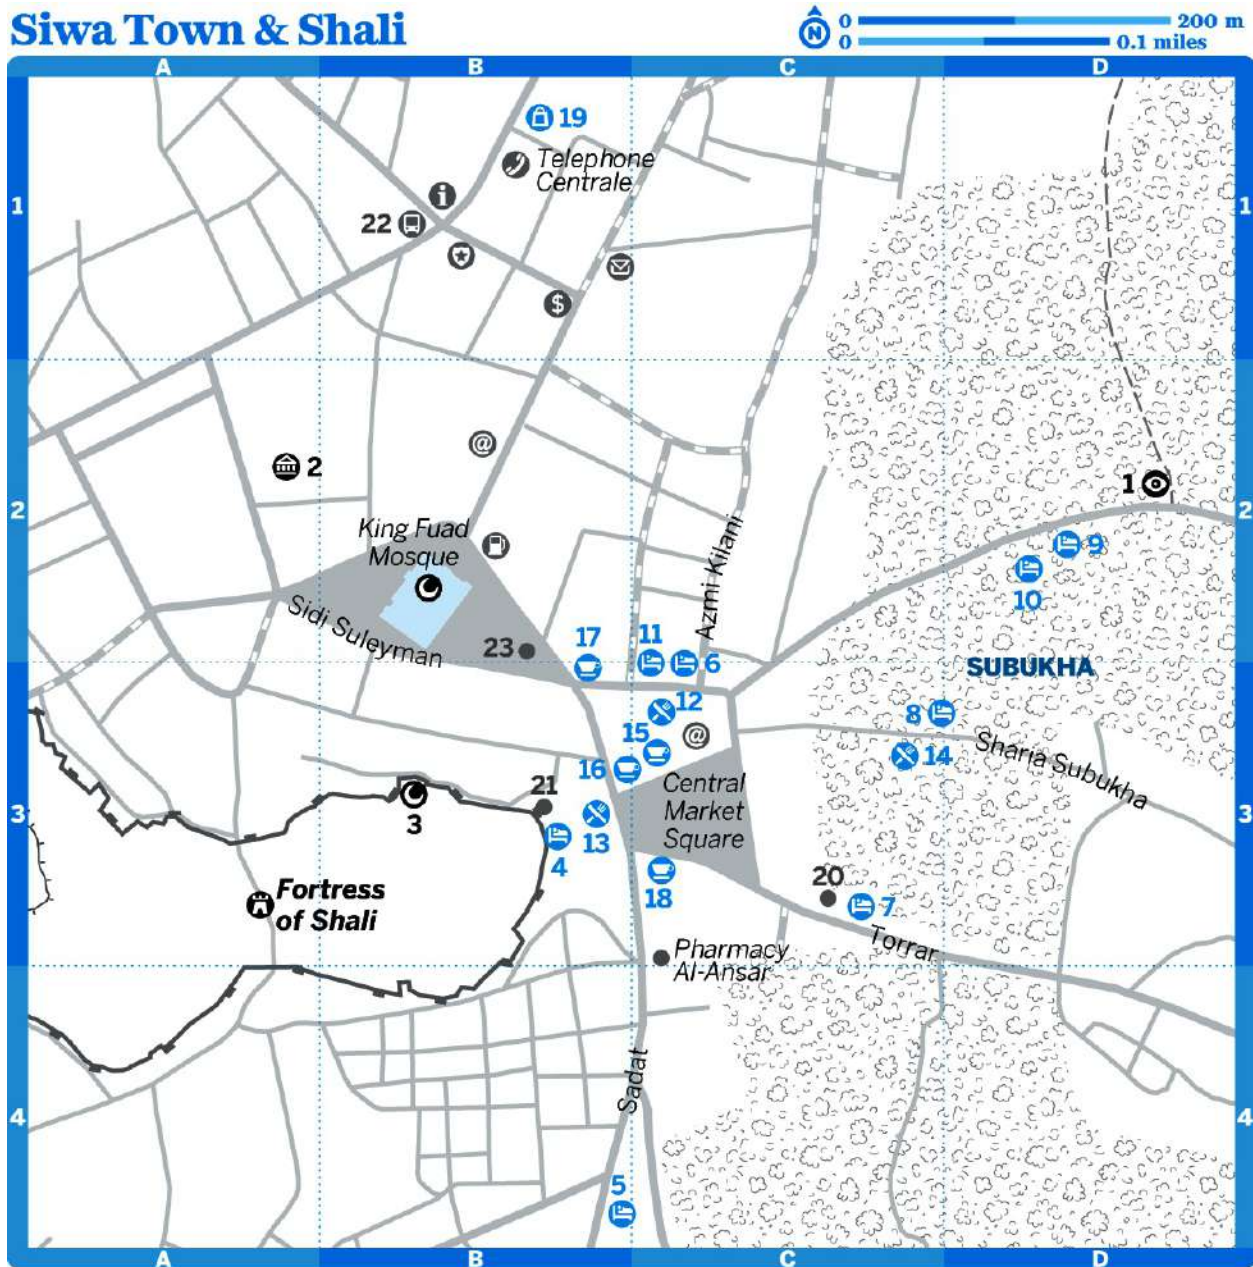 Siwa Town & Shali
N
0 200 m
0 0.1 miles
A B C D
1 1
19
Telephone
Centrale
i
22
$
@
2
1
2 2
King Fuad
Mosque
Azmi Kilani
9
10
Sidi Suleyman
23
17
11
6
SUBUKHA
12
8
15
@
14
Sharia Subukha
16
Central
Market
Square
21
3 3
3
13
4
18
20
7
Fortress
of Shali
Torrar
Pharmacy
Al-Ansar
Sadat
4 4
5
A B C D